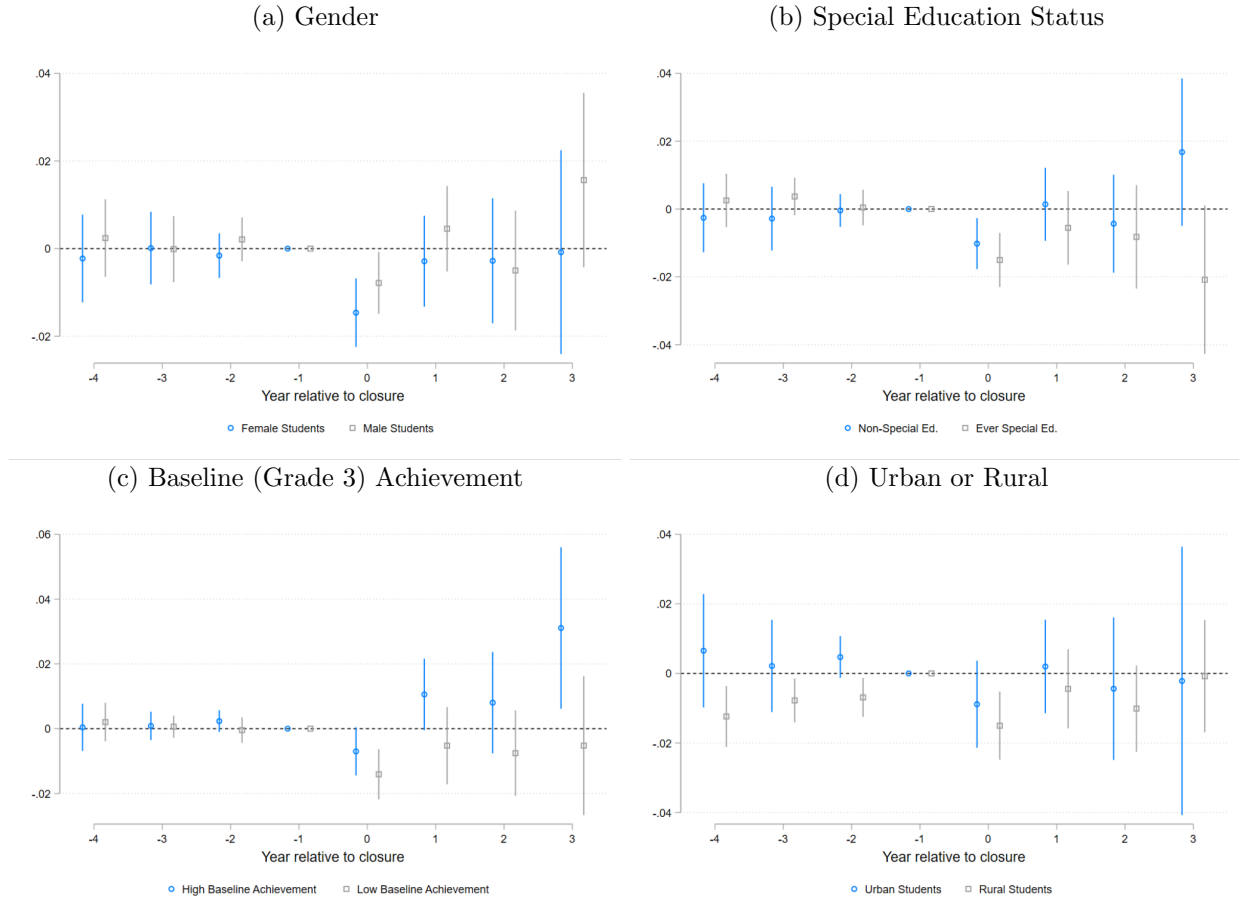 (a) Gender
.04
.02
0
-.02
-4 -3 -2 -1 0 1 2 3
Year relative to closure
Female Students Male Students
(b) Special Education Status
.04
.02
0
-.02
-.04
-4 -3 -2 -1 0 1 2 3
Year relative to closure
Non-Special Ed. Ever Special Ed.
(c) Baseline (Grade 3) Achievement
.06
.04
.02
0
-.02
-4 -3 -2 -1 0 1 2 3
Year relative to closure
High Baseline Achievement Low Baseline Achievement
(d) Urban or Rural
.04
.02
0
-.02
-.04
-4 -3 -2 -1 0 1 2 3
Year relative to closure
Urban Students Rural Students